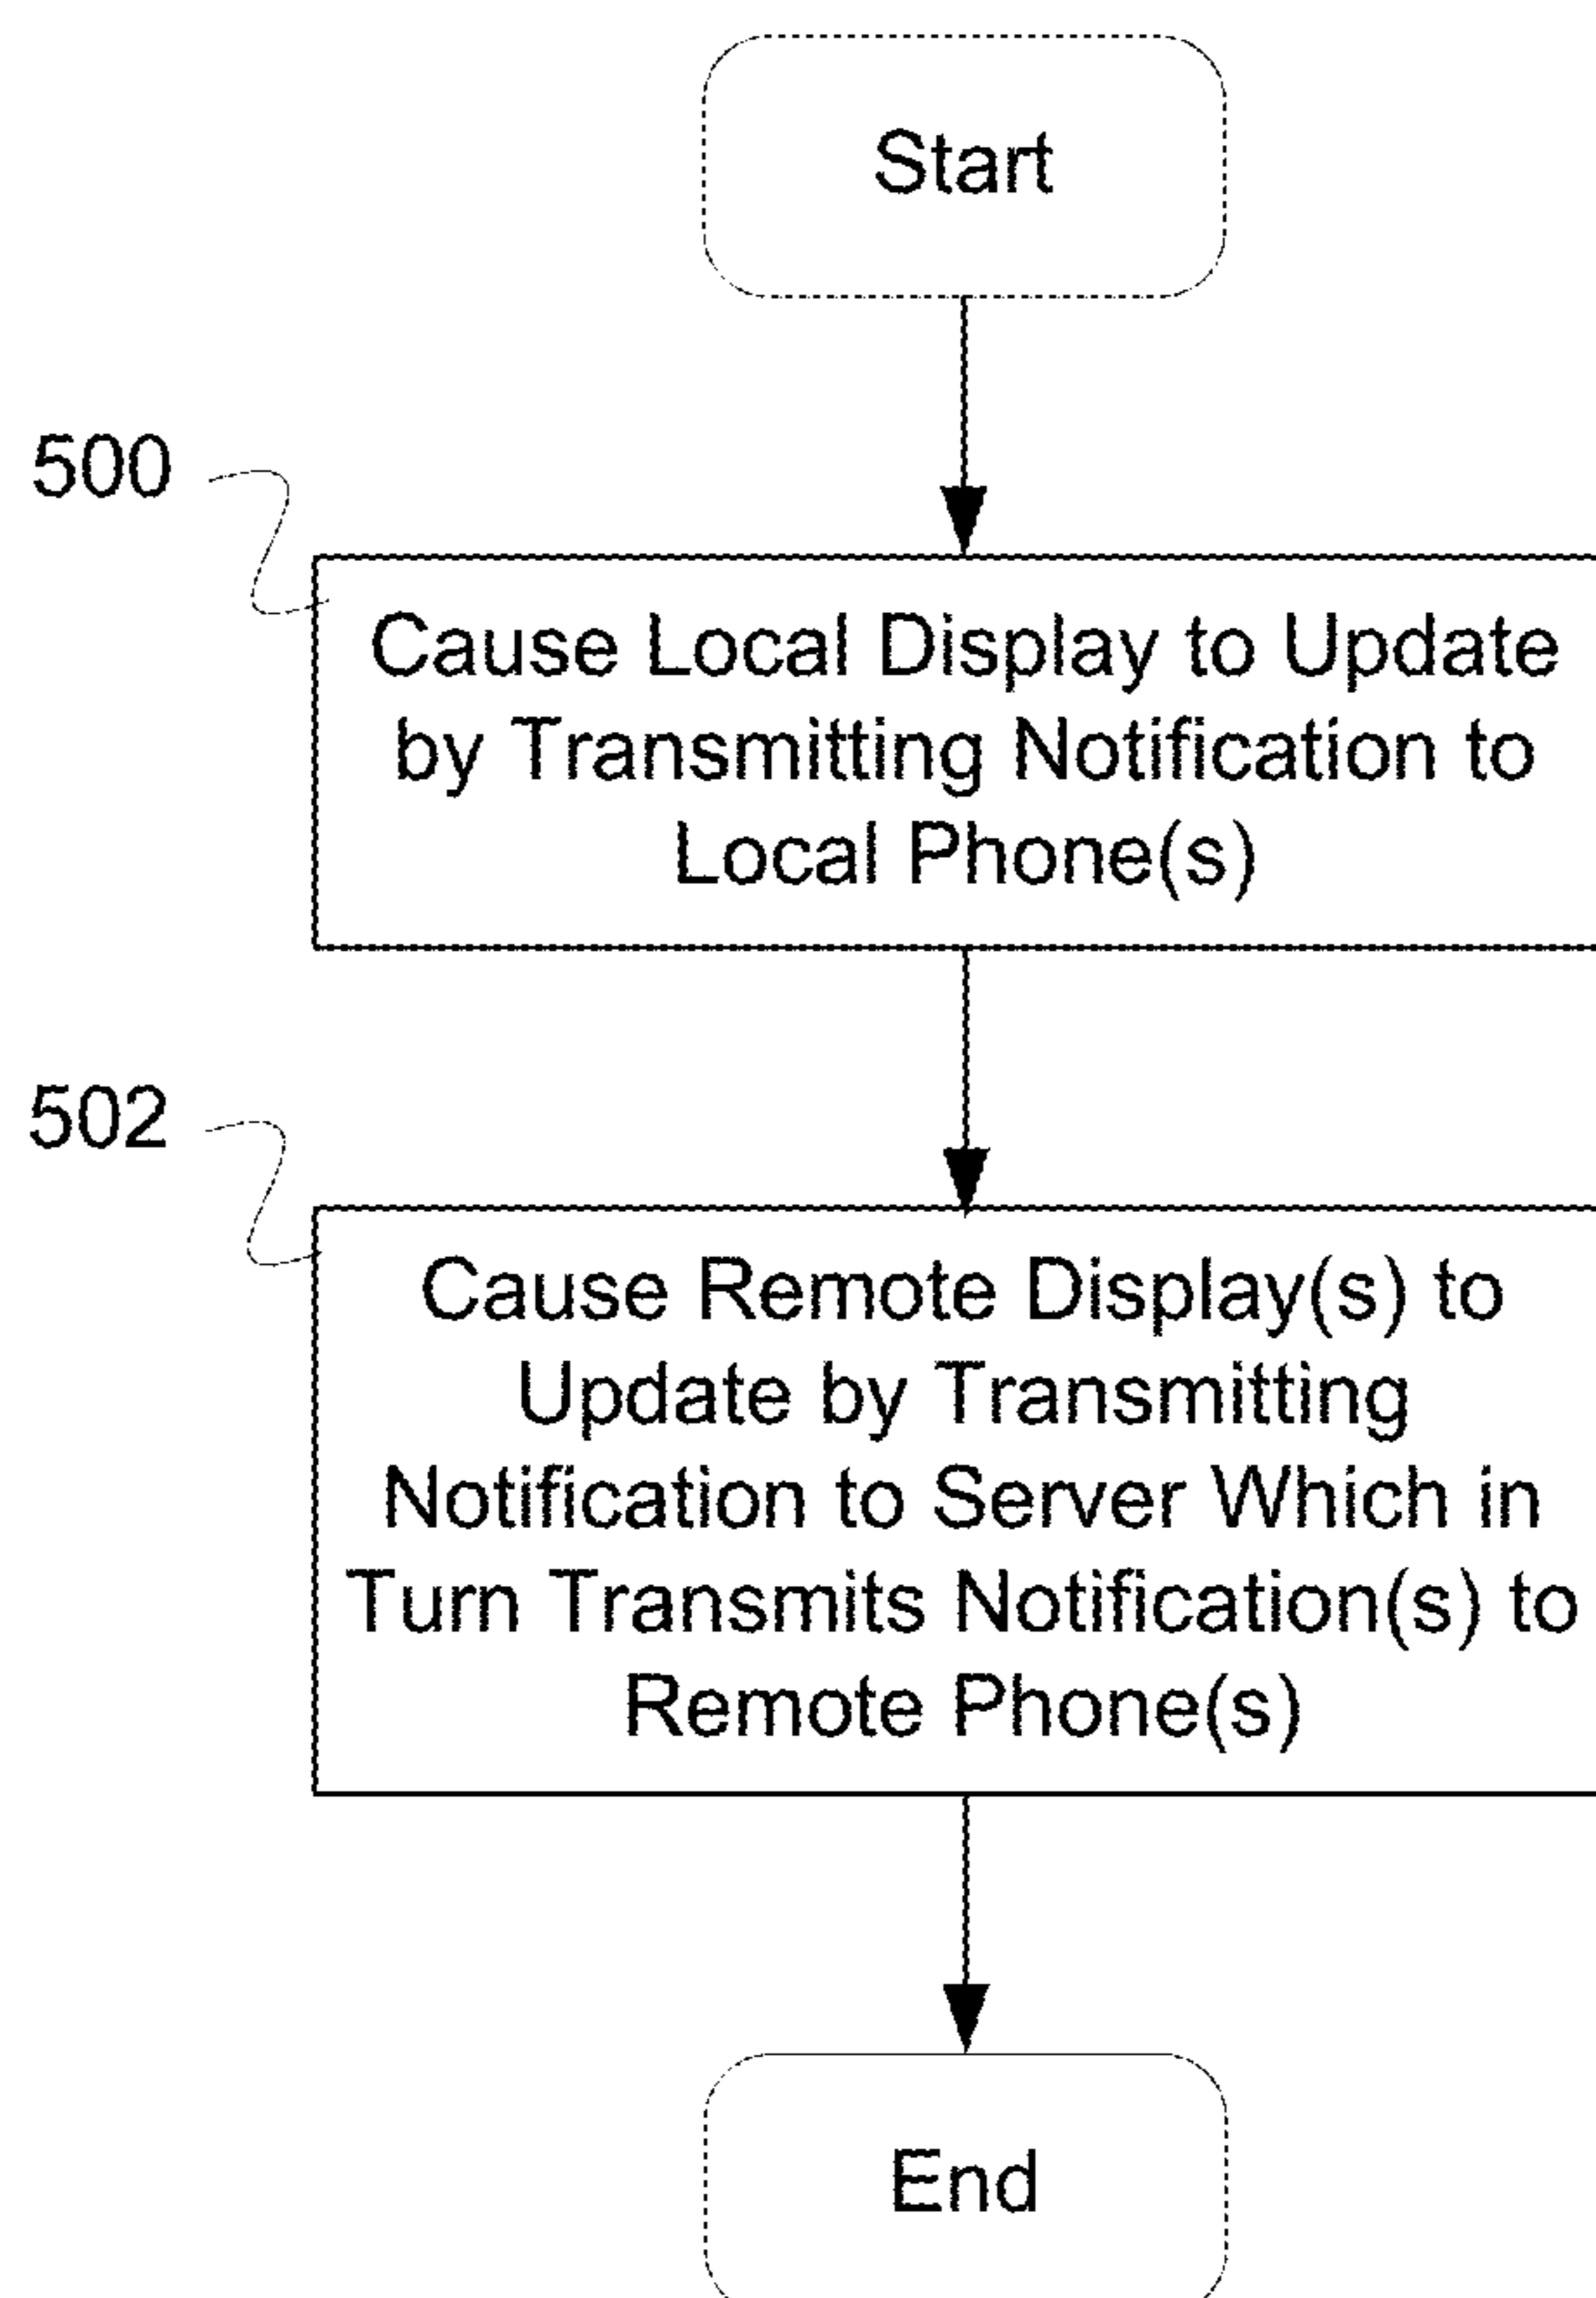 Start
500
Cause Local Display to Update
by Transmitting Notification to
Local Phone(s)
502
Cause Remote Display(s) to
Update by Transmitting
Notification to Server Which in
Turn Transmits Notification(s) to
Remote Phone(s)
End